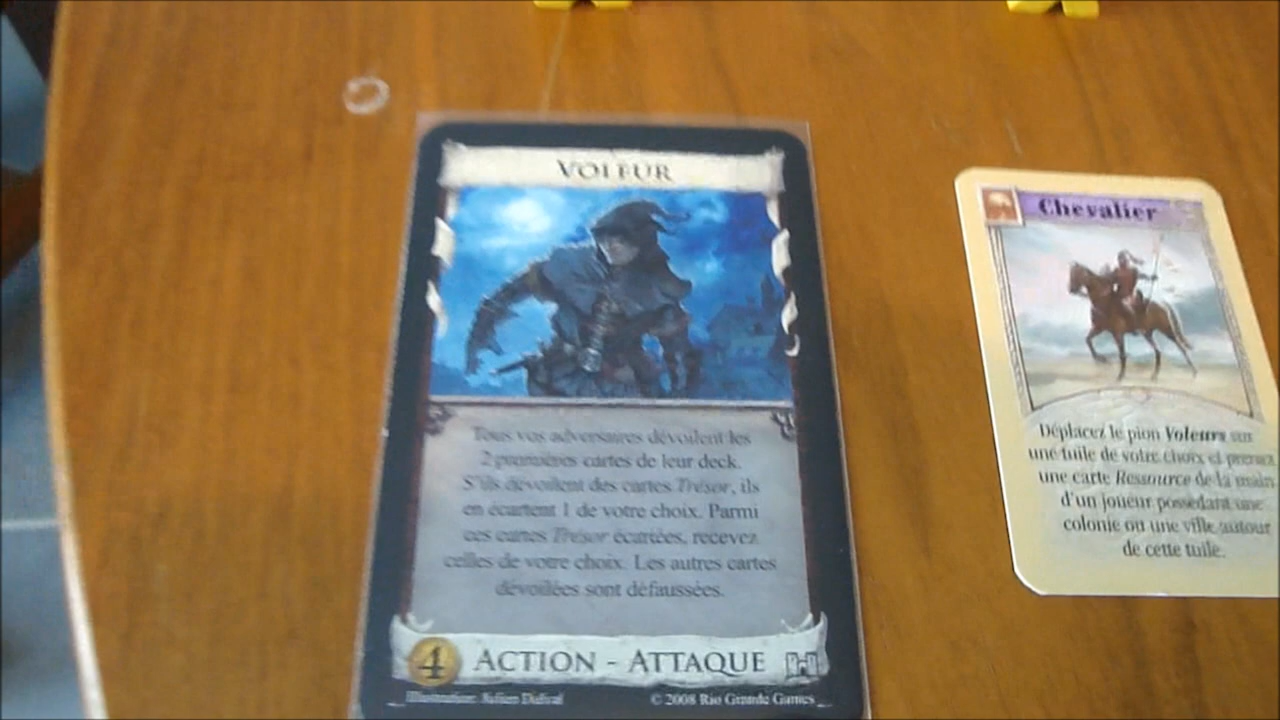 VOLEUR
Tous vos adversaires dévoilent les
2 premières cartes de leur deck.
S'ils dévoilent des cartes Trésor, ils
en écartent 1 de votre choix. Parmi
ces cartes Trésor écartées, recevez
celles de votre choix. Les autres cartes
dévoilées sont défaussées.
4 ACTION - ATTAQUE
Illustration: Julien Delval © 2008 Rio Grande Games
Chevalier
Déplacez le pion Voleurs sur
une tuile de votre choix et prenez
une carte Ressource de la main
d'un joueur possédant une
colonie ou une ville autour
de cette tuile.